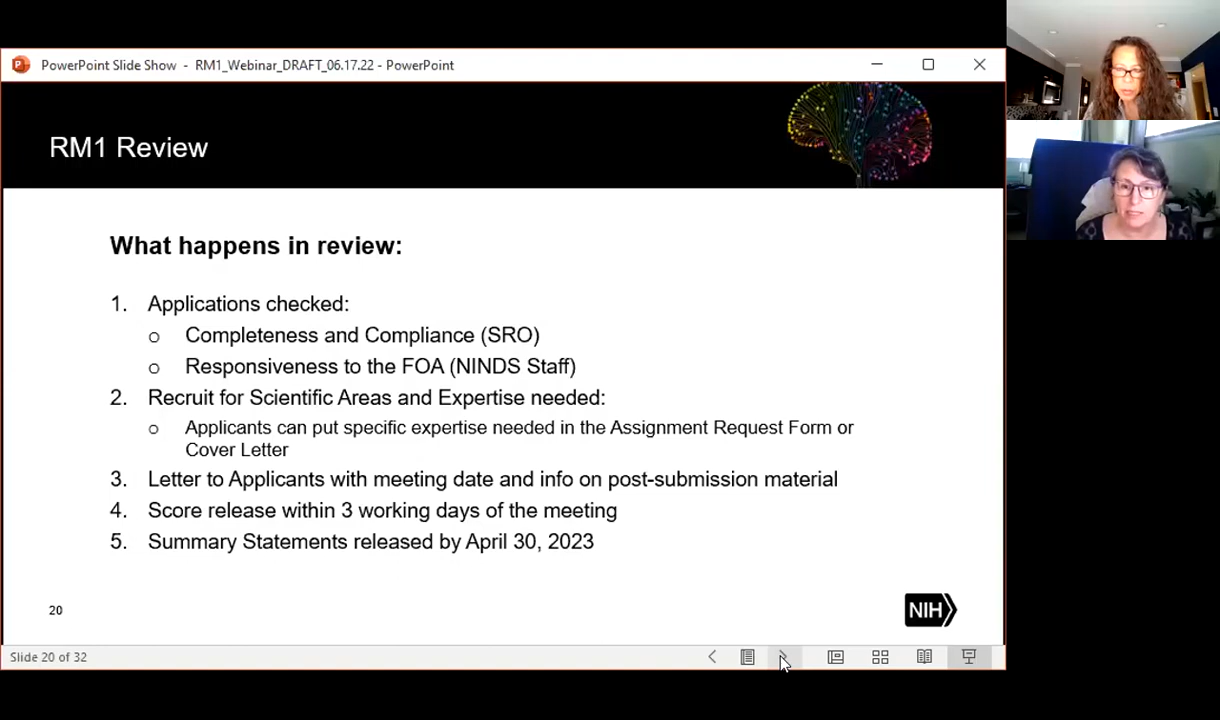 PowerPoint Slide Show - RM1_Webinar_DRAFT_06.17.22 - PowerPoint
RM1 Review
What happens in review:
1. Applications checked:
o Completeness and Compliance (SRO)
o Responsiveness to the FOA (NINDS Staff)
2. Recruit for Scientific Areas and Expertise needed:
o Applicants can put specific expertise needed in the Assignment Request Form or
Cover Letter
3. Letter to Applicants with meeting date and info on post-submission material
4. Score release within 3 working days of the meeting
5. Summary Statements released by April 30, 2023
20
NIH
Slide 20 of 32